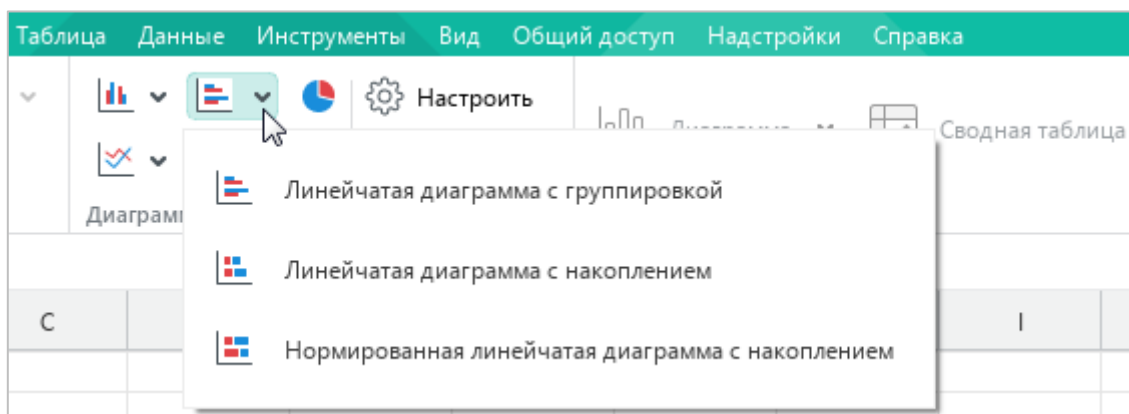 Таблица Данные Инструменты Вид Общий доступ Надстройки Справка
Настроить
Сводная таблица
Линейчатая диаграмма с группировкой
Линейчатая диаграмма с накоплением
C I
Нормированная линейчатая диаграмма с накоплением